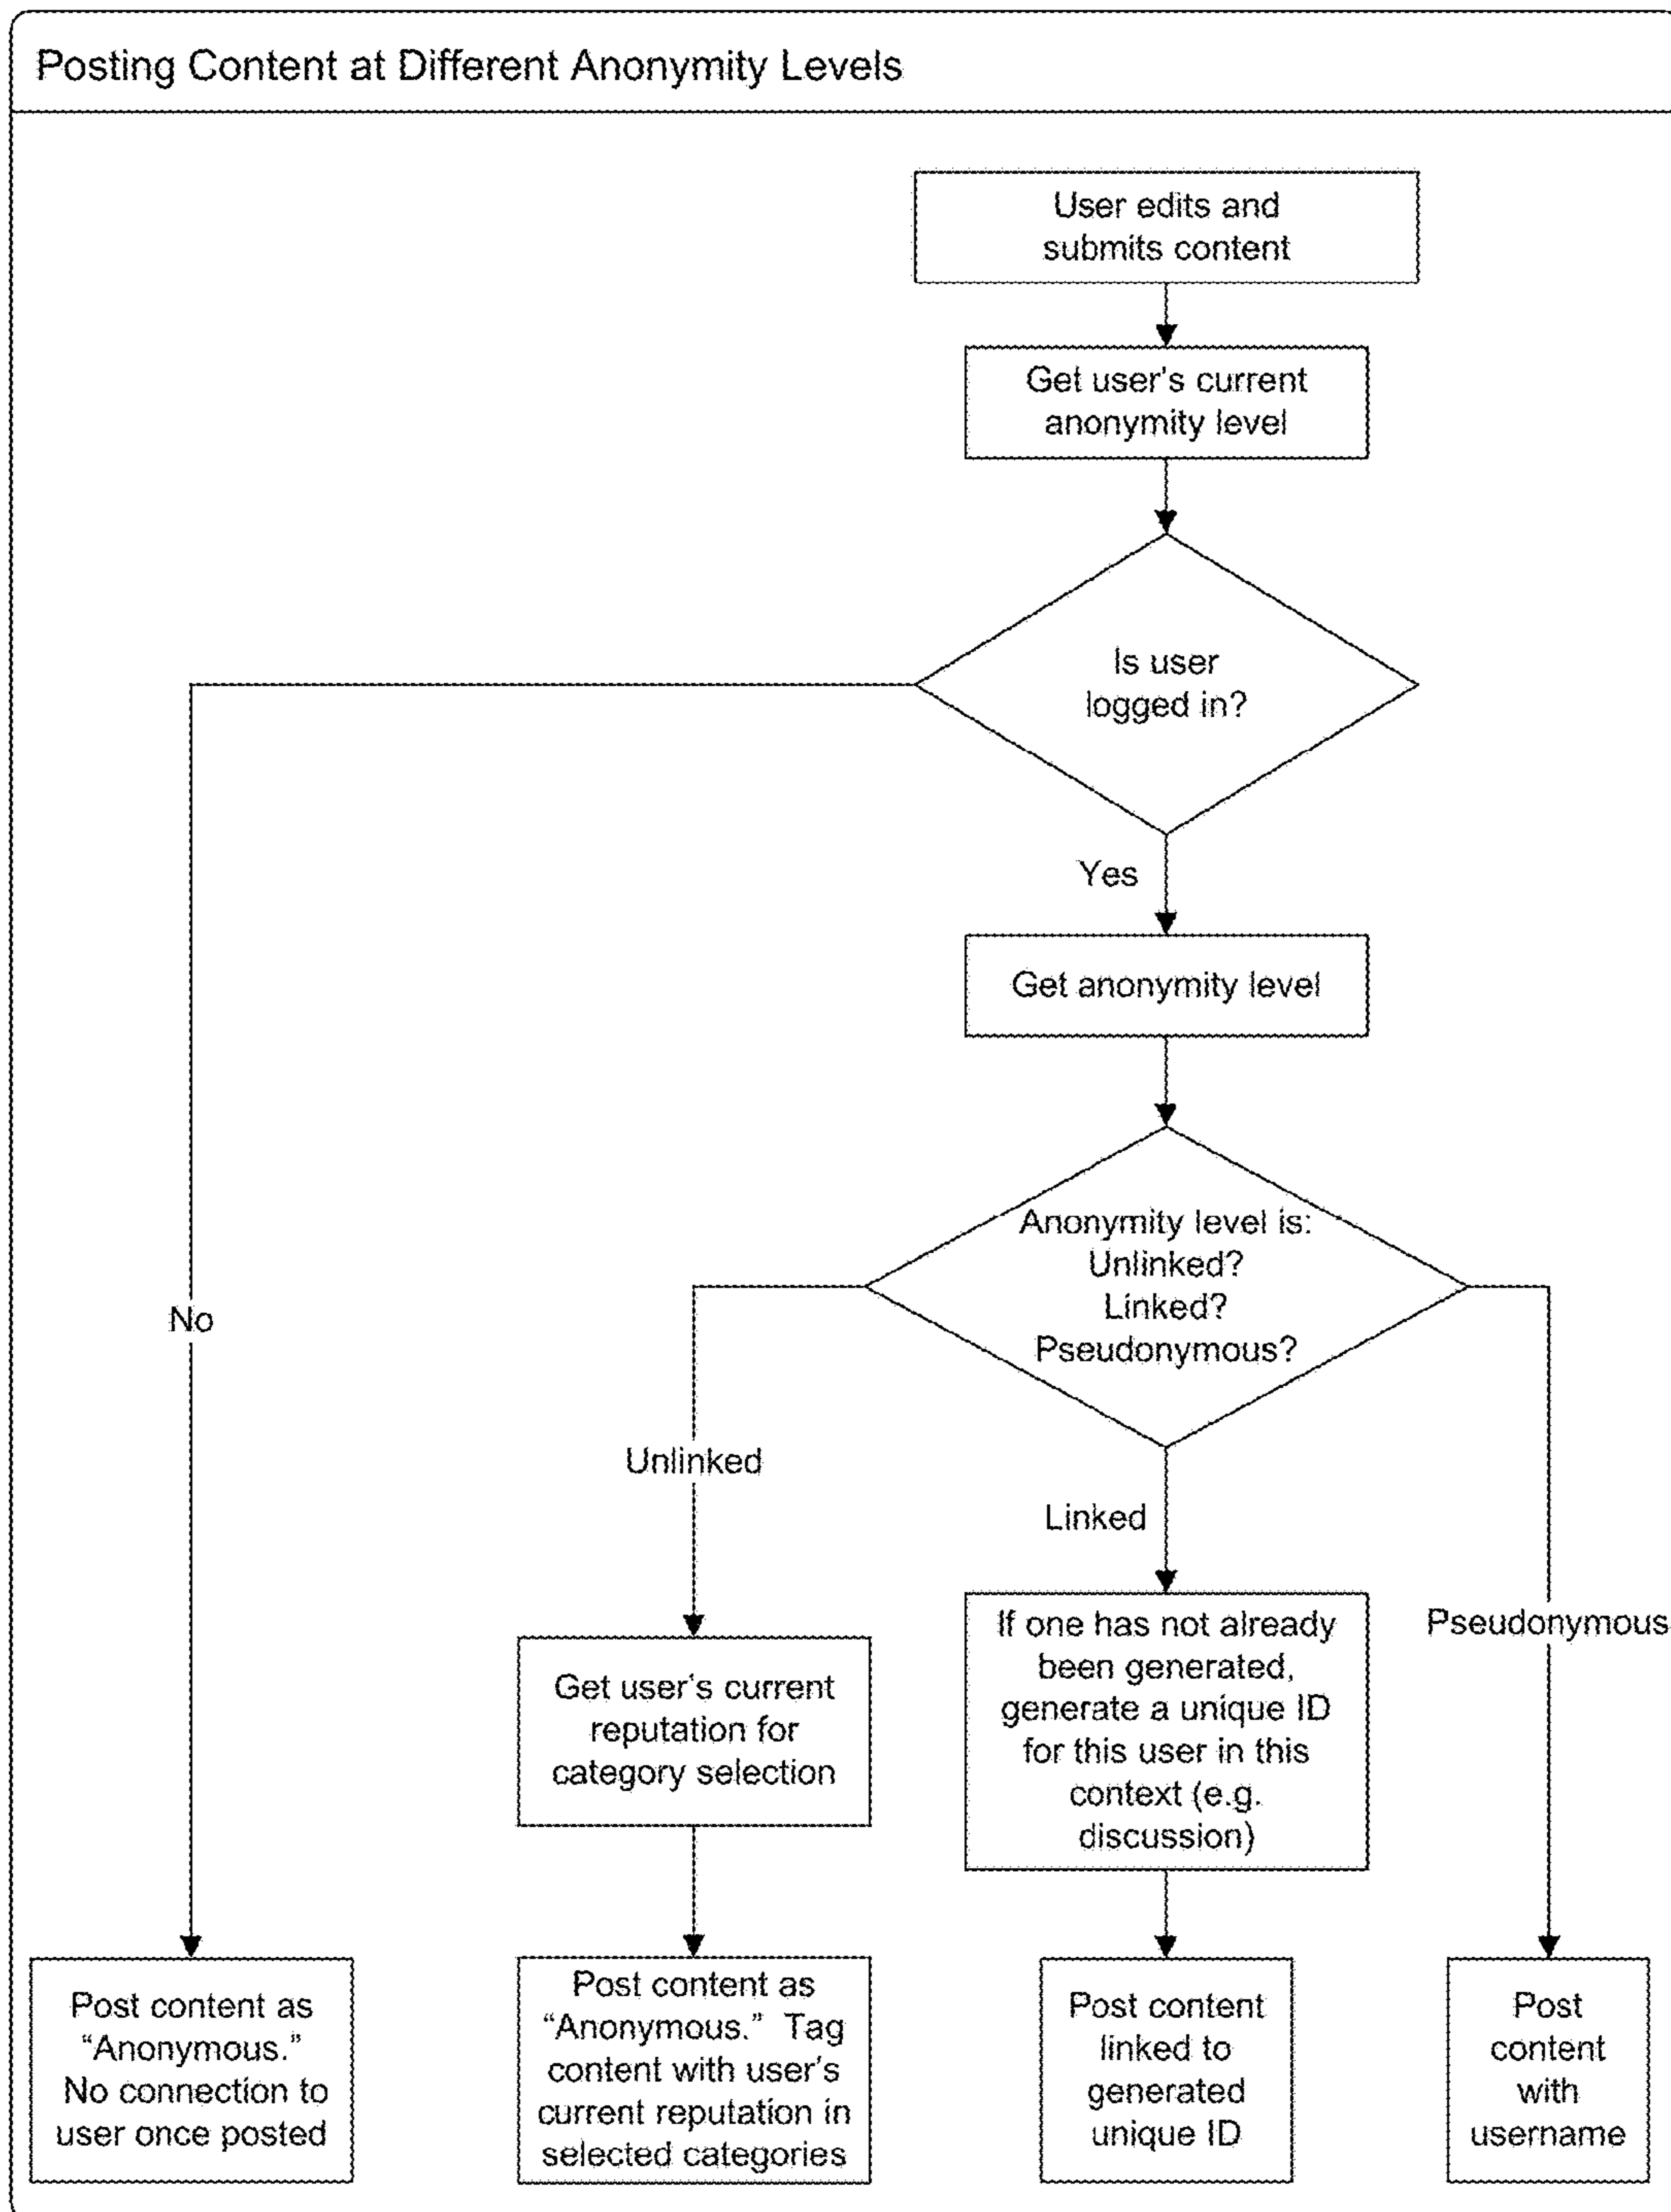 Posting Content at Different Anonymity Levels
User edits and
submits content
Get user's current
anonymity level
Is user
logged in?
Yes
Get anonymity level
Anonymity level is:
Unlinked?
Linked?
Pseudonymous?
No
Unlinked
Linked
Pseudonymous
Get user's current
reputation for
category selection
If one has not already
been generated,
generate a unique ID
for this user in this
context (e.g.
discussion)
Post content as
“Anonymous.”
No connection to
user once posted
Post content as
“Anonymous.” Tag
content with user's
current reputation in
selected categories
Post content
linked to
generated
unique ID
Post
content
with
username